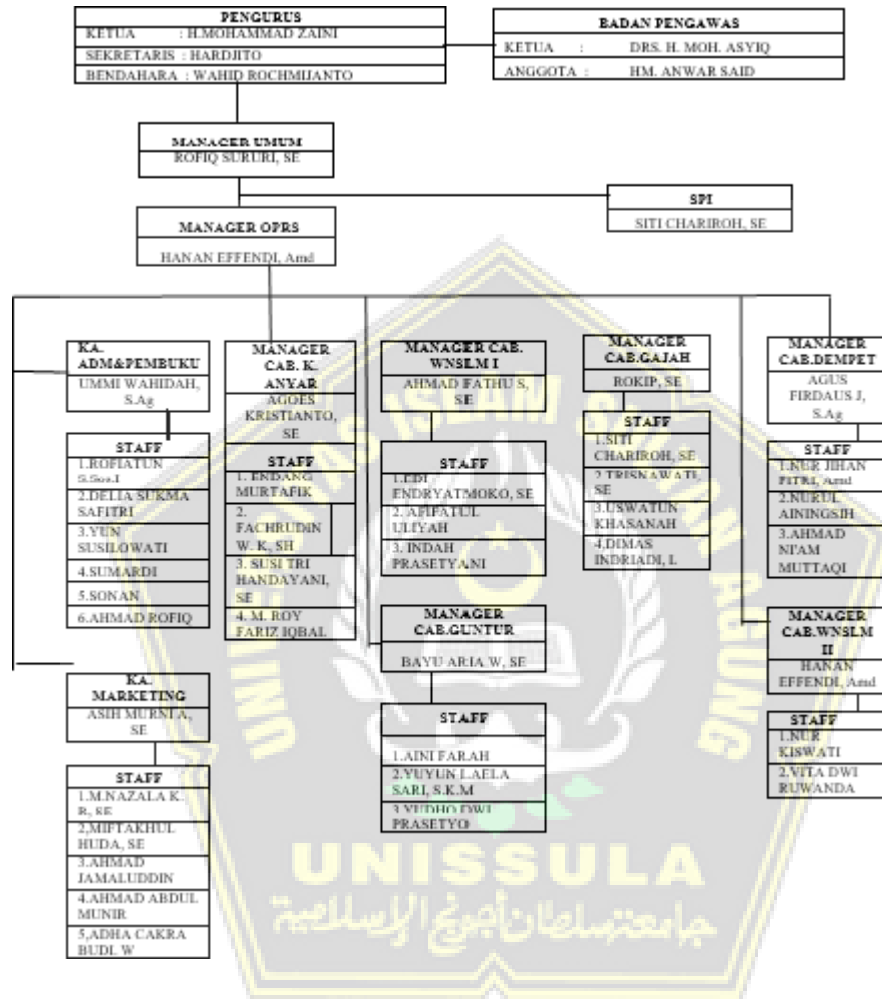 PENGURUS
KETUA : H.MOHAMMAD ZAINI
SEKRETARIS : HARDJITO
BENDAHARA : WAHID ROCHMIJANTO
BADAN PENGAWAS
KETUA : DRS. H. MOH. ASYIQ
ANGGOTA : HM. ANWAR SAID
MANAGER UMUM
ROFIQ SURURI, SE
SPI
SITI CHARIROH, SE
MANAGER OPRS
HANAN EFFENDI, Amd
KA.
ADM&PEMBUKU
UMMI WAHIDAH,
S.Ag
STAFF
1.ROFIATUN
S.Sos.I
2.DELIA SUKMA
SAFITRI
3.YUN
SUSILOWATI
4.SUMARDI
5.SONAN
6.AHMAD ROFIQ
MANAGER
CAB. K.
ANYAR
AGOES
KRISTIANTO,
SE
STAFF
1. ENDANG
MURTAFIK
2.
FACHRUDIN
W. K, SH
3. SUSI TRI
HANDAYANI,
SE
4. M. ROY
FARIZ IQBAL
MANAGER CAB.
WNSLM I
AHMAD FATHU S,
SE
STAFF
1.EDI
ENDRYATMOKO, SE
2. AFIFATUL
ULIYAH
3. INDAH
PRASETYANI
MANAGER
CAB.GAJAH
ROKIP, SE
STAFF
1.SITI
CHARIROH, SE
2.TRISNAWATI,
SE
3.USWATUN
KHASANAH
4,DIMAS
INDRIADI, I.
MANAGER
CAB.DEMPET
AGUS
FIRDAUS J,
S.Ag
STAFF
1.NUR JIHAN
FITRI, Amd
2.NURUL
AININGSIH
3.AHMAD
NI'AM
MUTTAQI
MANAGER
CAB.GUNTUR
BAYU ARIA W, SE
STAFF
1.AINI FARAH
2.YUYUN LAELA
SARI, S.K.M
3.YUDHO DWI
PRASETYO
MANAGER
CAB.WNSLM
II
HANAN
EFFENDI, Amd
STAFF
1.NUR
KISWATI
2.VITA DWI
RUWANDA
KA.
MARKETING
ASIH MURNI A,
SE
STAFF
1.M.NAZALA K.
R, SE
2,MIFTAKHUL
HUDA, SE
3.AHMAD
JAMALUDDIN
4.AHMAD ABDUL
MUNIR
5,ADHA CAKRA
BUDI. W
UNIVERSITAS ISLAM SULTAN AGUNG
UNISSULA
جامعتسلطان أجونج الإسلامية